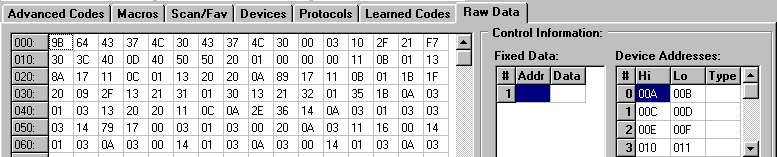 Advanced Codes Macros Scan/Fav Devices Protocols Learned Codes Raw Data
Control Information:
000: 9B 64 43 37 4C 30 43 37 4C 30 00 03 10 2F 21 F7
010: 30 3C 40 0D 40 50 50 20 01 00 00 00 11 0B 01 13
020: 8A 17 11 0C 01 13 20 20 0A 89 17 11 0B 01 1B 1F
030: 20 09 2F 13 21 31 01 30 13 21 32 01 35 1B 0A 03
040: 01 03 13 20 20 11 0C 0A 2E 36 14 0A 03 01 03 03
050: 03 14 79 17 00 03 01 03 00 20 0A 03 11 16 00 14
060: 01 03 0A 03 00 14 01 03 0A 03 00 14 01 03 0A 03
Fixed Data:
# Addr Data
1
Device Addresses:
# Hi Lo Type
0 00A 00B
1 00C 00D
2 00E 00F
3 010 011